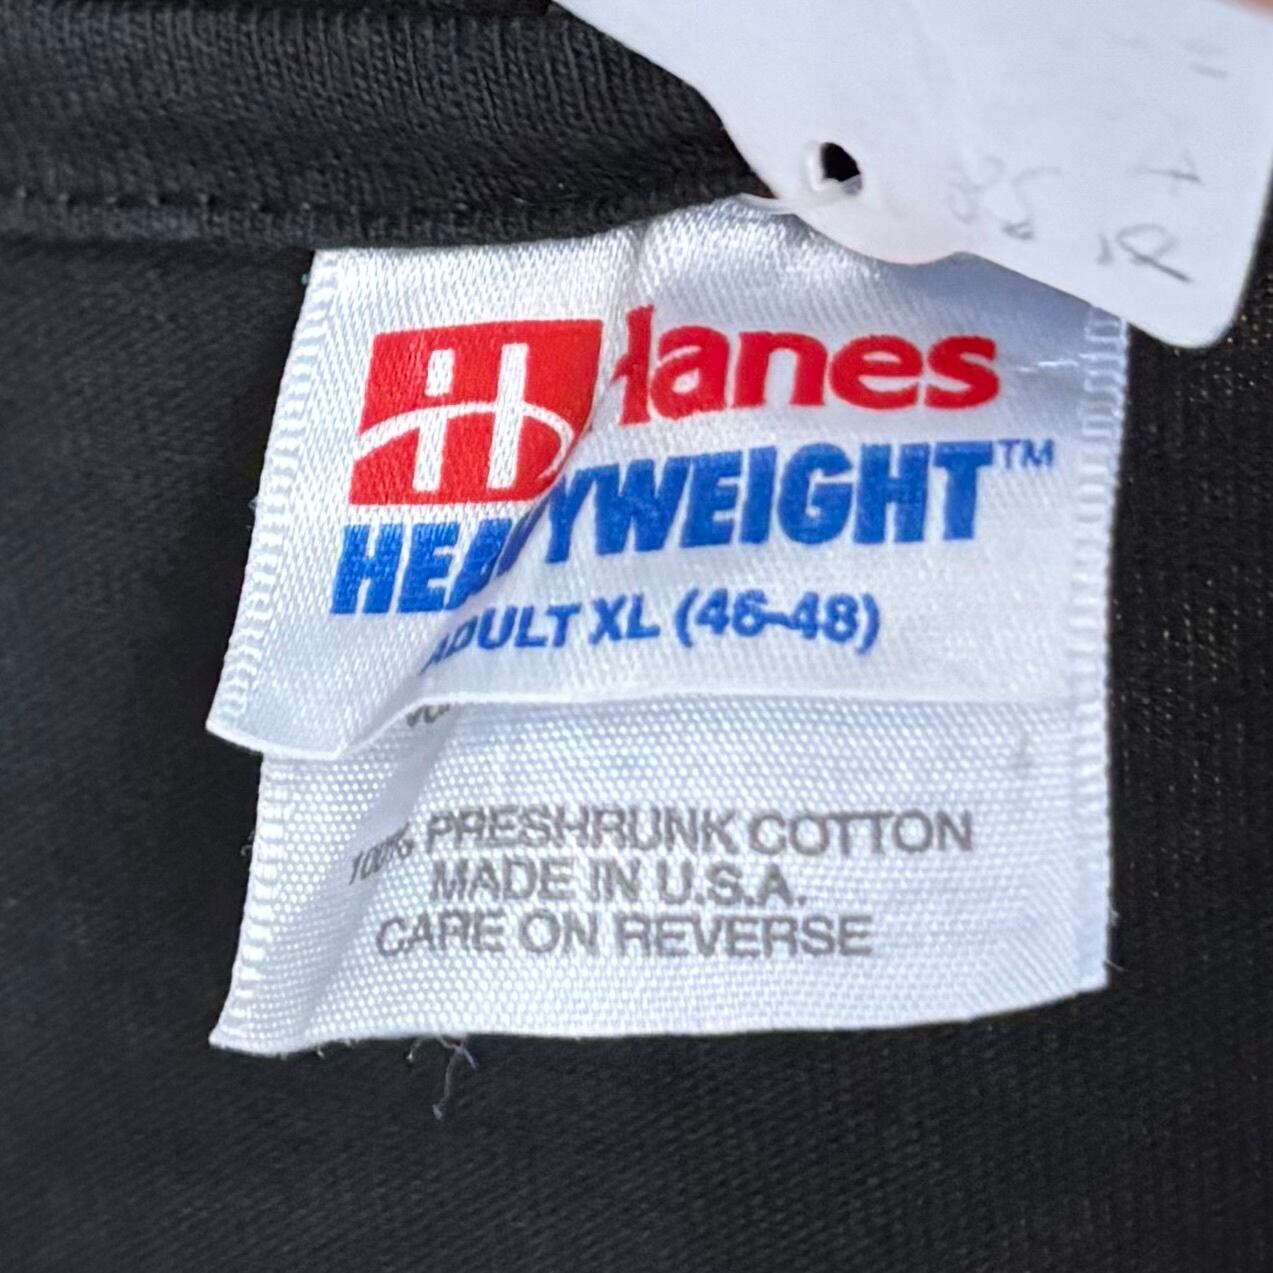 Hanes
HEAVYWEIGHT™
ADULT XL (46-48)
100% PRESHRUNK COTTON
MADE IN U.S.A.
CARE ON REVERSE